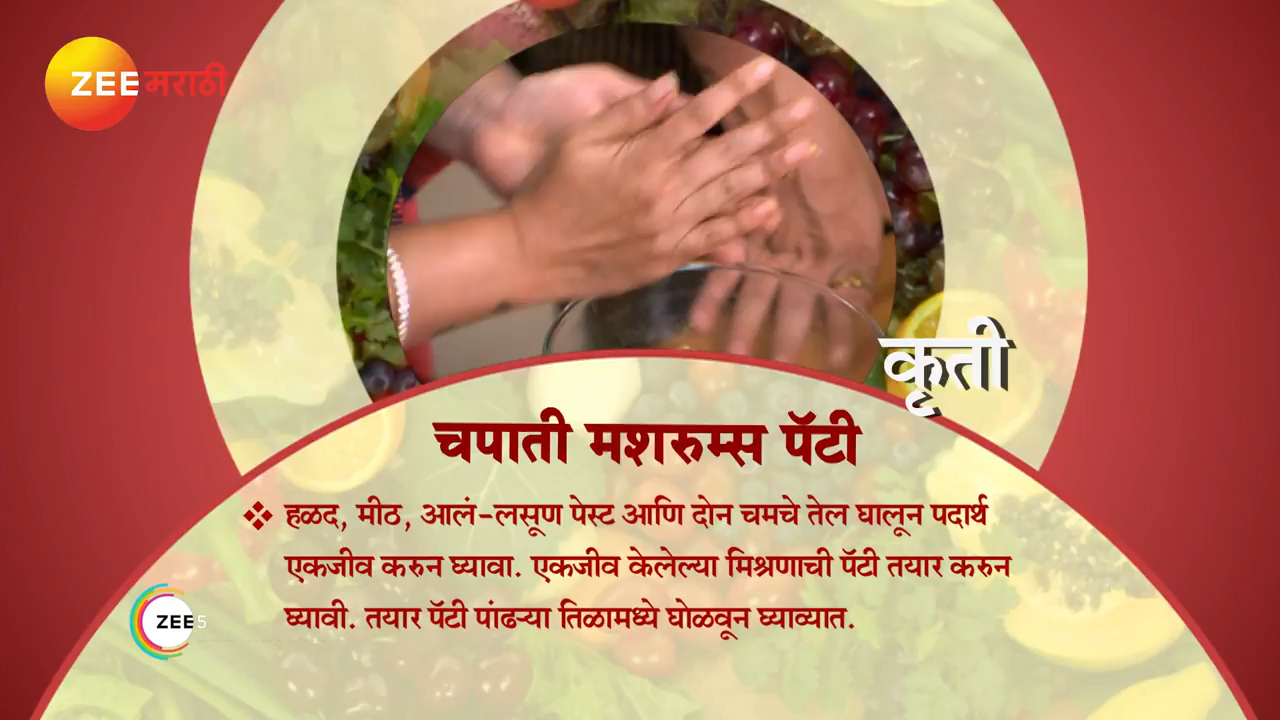 ZEE मराठी
कृती
चपाती मशरुम्स पॅटी
हळद, मीठ, आलं-लसूण पेस्ट आणि दोन चमचे तेल घालून पदार्थ
एकजीव करुन घ्यावा. एकजीव केलेल्या मिश्रणाची पॅटी तयार करुन
घ्यावी. तयार पॅटी पांढऱ्या तिळामध्ये घोळवून घ्याव्यात.
ZEE5